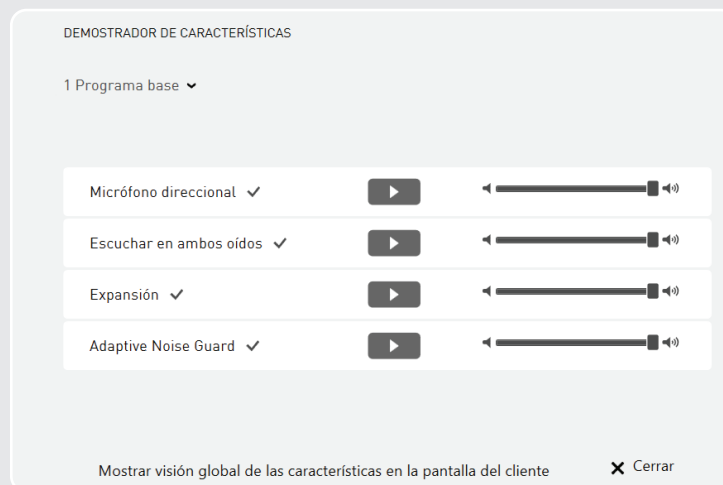 DEMOSTRADOR DE CARACTERÍSTICAS
1 Programa base
Micrófono direccional
Escuchar en ambos oídos
Expansión
Adaptive Noise Guard
Mostrar visión global de las características en la pantalla del cliente
Cerrar